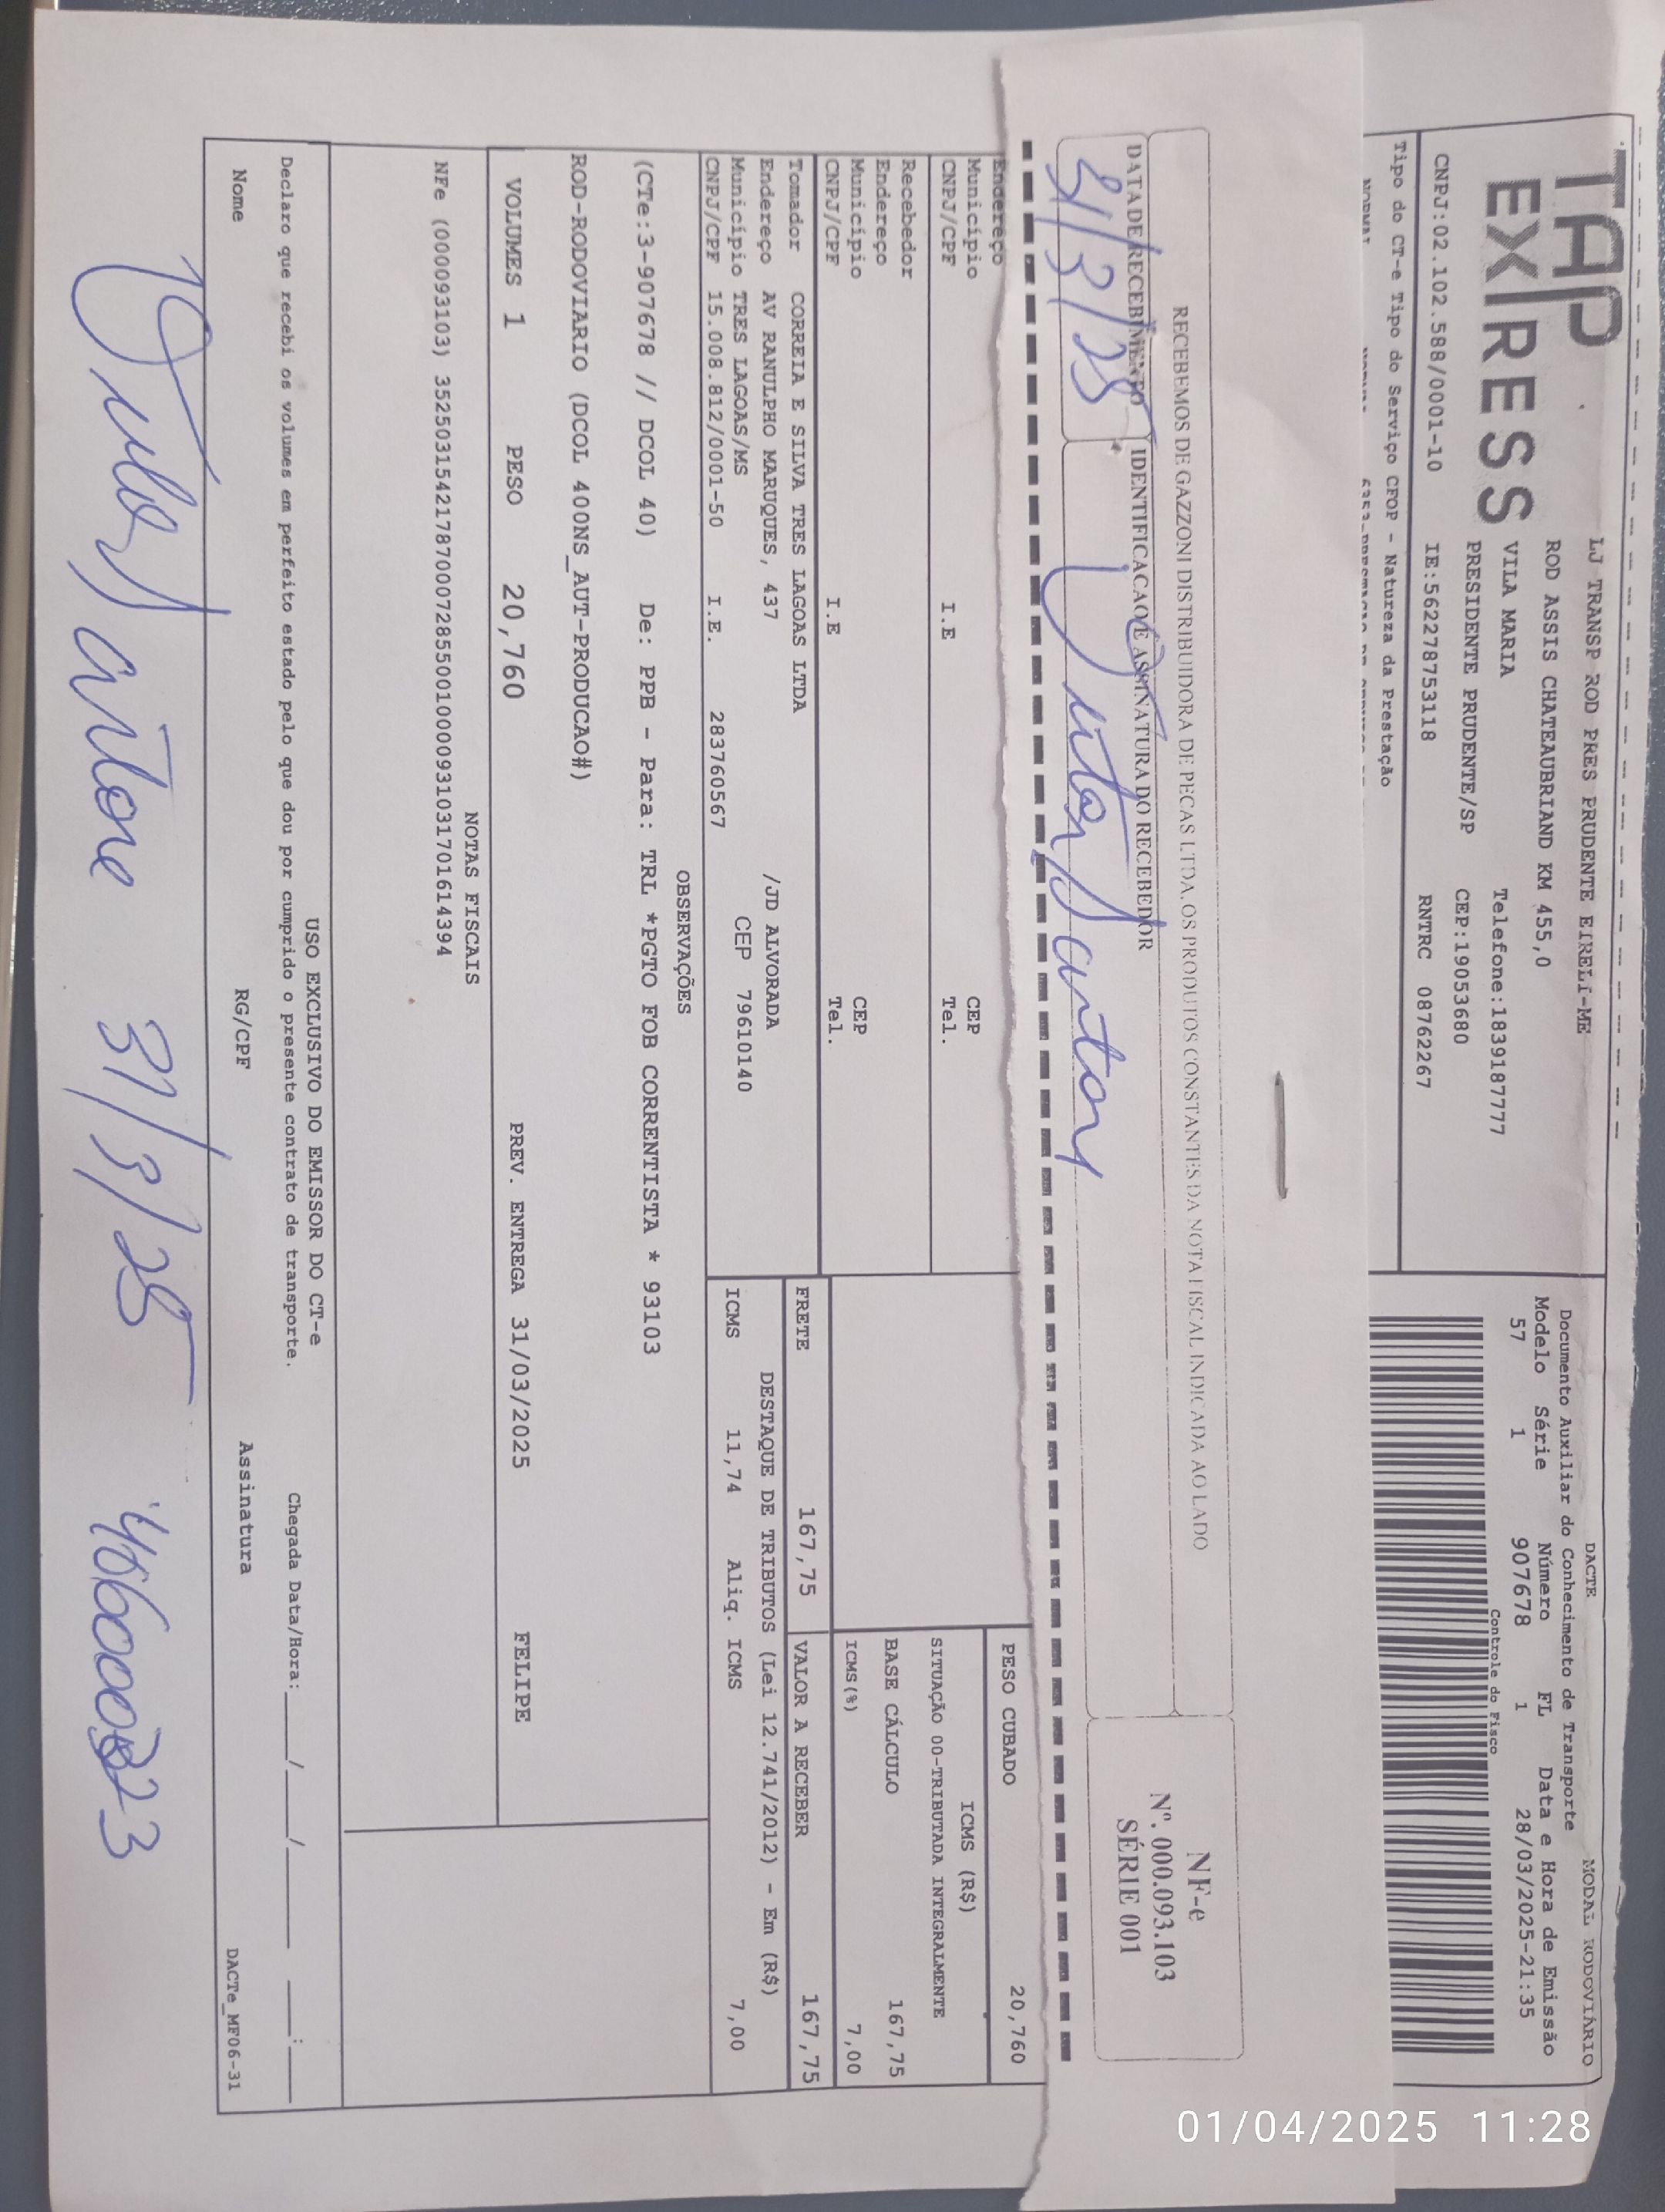 TAP
EXPRESS
LJ TRANSP ROD PRES PRUDENTE EIRELI-ME
ROD ASSIS CHATEAUBRIAND KM 455,0
VILA MARIA Telefone:1839187777
PRESIDENTE PRUDENTE/SP CEP:19053680
CNPJ:02.102.588/0001-10 IE:562278753118 RNTRC 08762267
Tipo do CT-e Tipo do Serviço CFOP - Natureza da Prestação
DACTE MODAL RODOVIÁRIO
Documento Auxiliar do Conhecimento de Transporte
Modelo Série Número FL Data e Hora de Emissão
57 1 907678 1 28/03/2025-21:35
Controle do Fisco
RECEBEMOS DE GAZZONI DISTRIBUIDORA DE PECAS LTDA, OS PRODUTOS CONSTANTES DA NOTA FISCAL INDICADA AO LADO
DATA DE RECEBIMENTO IDENTIFICACAO E ASSINATURA DO RECEBEDOR
31/3/25 Vitor Santos
NF-e
Nº. 000.093.103
SÉRIE 001
Endereço
Município CEP
CNPJ/CPF I.E Tel.
Recebedor
Endereço
Município CEP
CNPJ/CPF I.E Tel.
PESO CUBADO 20,760
ICMS (R$)
SITUAÇÃO 00-TRIBUTADA INTEGRALMENTE
BASE CÁLCULO 167,75
ICMS(%) 7,00
Tomador CORREIA E SILVA TRES LAGOAS LTDA
Endereço AV RANULPHO MARUQUES, 437 /JD ALVORADA
Município TRES LAGOAS/MS CEP 79610140
CNPJ/CPF 15.008.812/0001-50 I.E. 283760567
FRETE 167,75 VALOR A RECEBER 167,75
DESTAQUE DE TRIBUTOS (Lei 12.741/2012) - Em (R$)
ICMS 11,74 Aliq. ICMS 7,00
OBSERVAÇÕES
(CTe:3-907678 // DCOL 40) De: PPB - Para: TRL *PGTO FOB CORRENTISTA * 93103
ROD-RODOVIARIO (DCOL 400NS_AUT-PRODUCAO#)
VOLUMES 1 PESO 20,760 PREV. ENTREGA 31/03/2025 FELIPE
NOTAS FISCAIS
NFe (000093103) 35250315421787000728550010000931031701614394
USO EXCLUSIVO DO EMISSOR DO CT-e
Declaro que recebi os volumes em perfeito estado pelo que dou por cumprido o presente contrato de transporte. Chegada Data/Hora:___/___/_____ ___:___
Nome RG/CPF Assinatura DACTe_MF06-31
31/3/25
01/04/2025 11:28